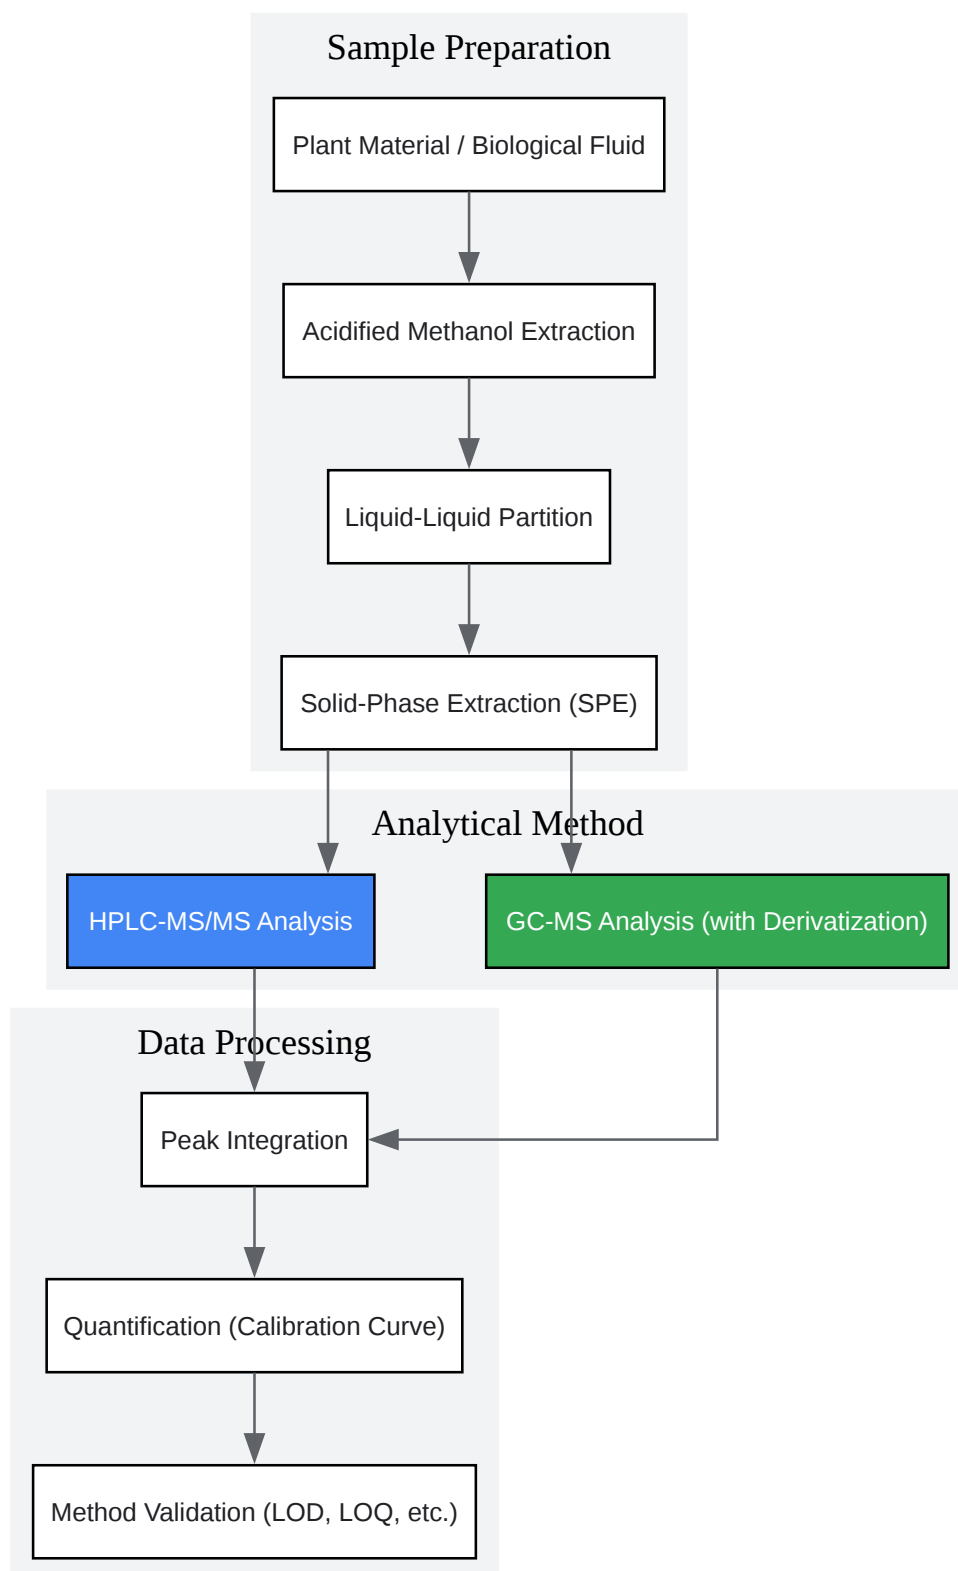 Sample Preparation
Plant Material / Biological Fluid
Acidified Methanol Extraction
Liquid-Liquid Partition
Solid-Phase Extraction (SPE)
Analytical Method
HPLC-MS/MS Analysis
GC-MS Analysis (with Derivatization)
Data Processing
Peak Integration
Quantification (Calibration Curve)
Method Validation (LOD, LOQ, etc.)